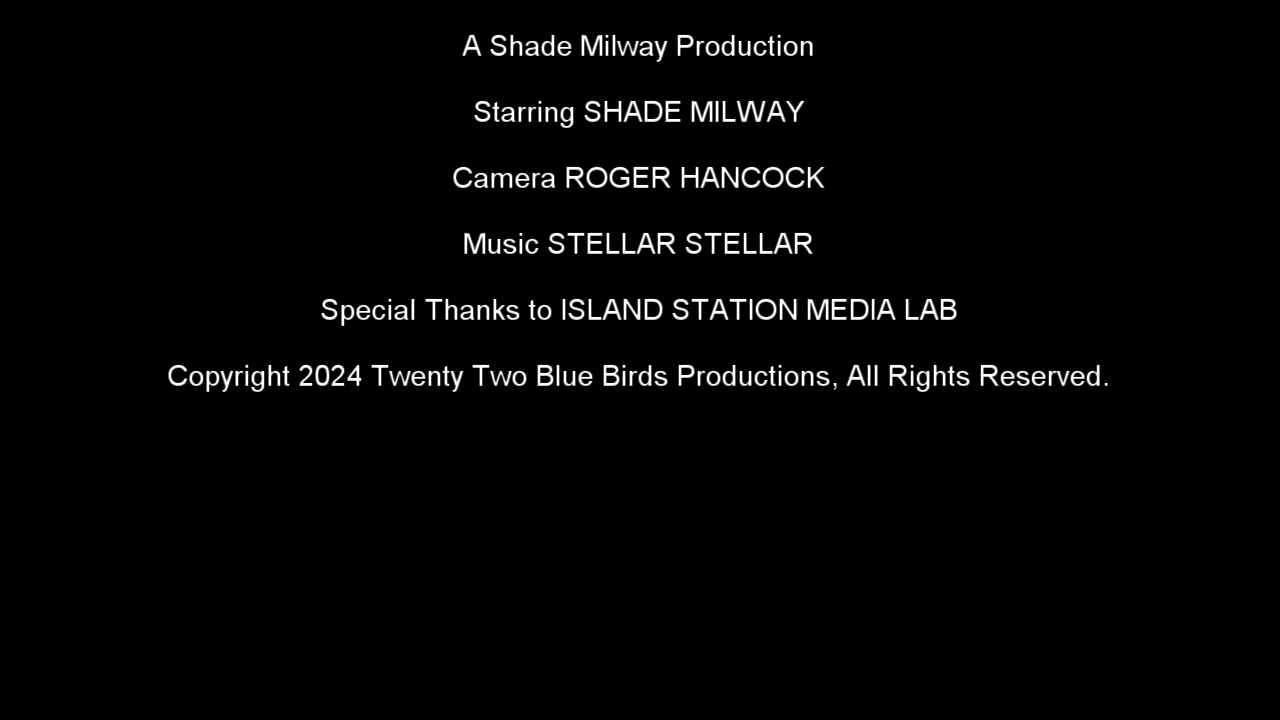 A Shade Milway Production
Starring SHADE MILWAY
Camera ROGER HANCOCK
Music STELLAR STELLAR
Special Thanks to ISLAND STATION MEDIA LAB
Copyright 2024 Twenty Two Blue Birds Productions, All Rights Reserved.